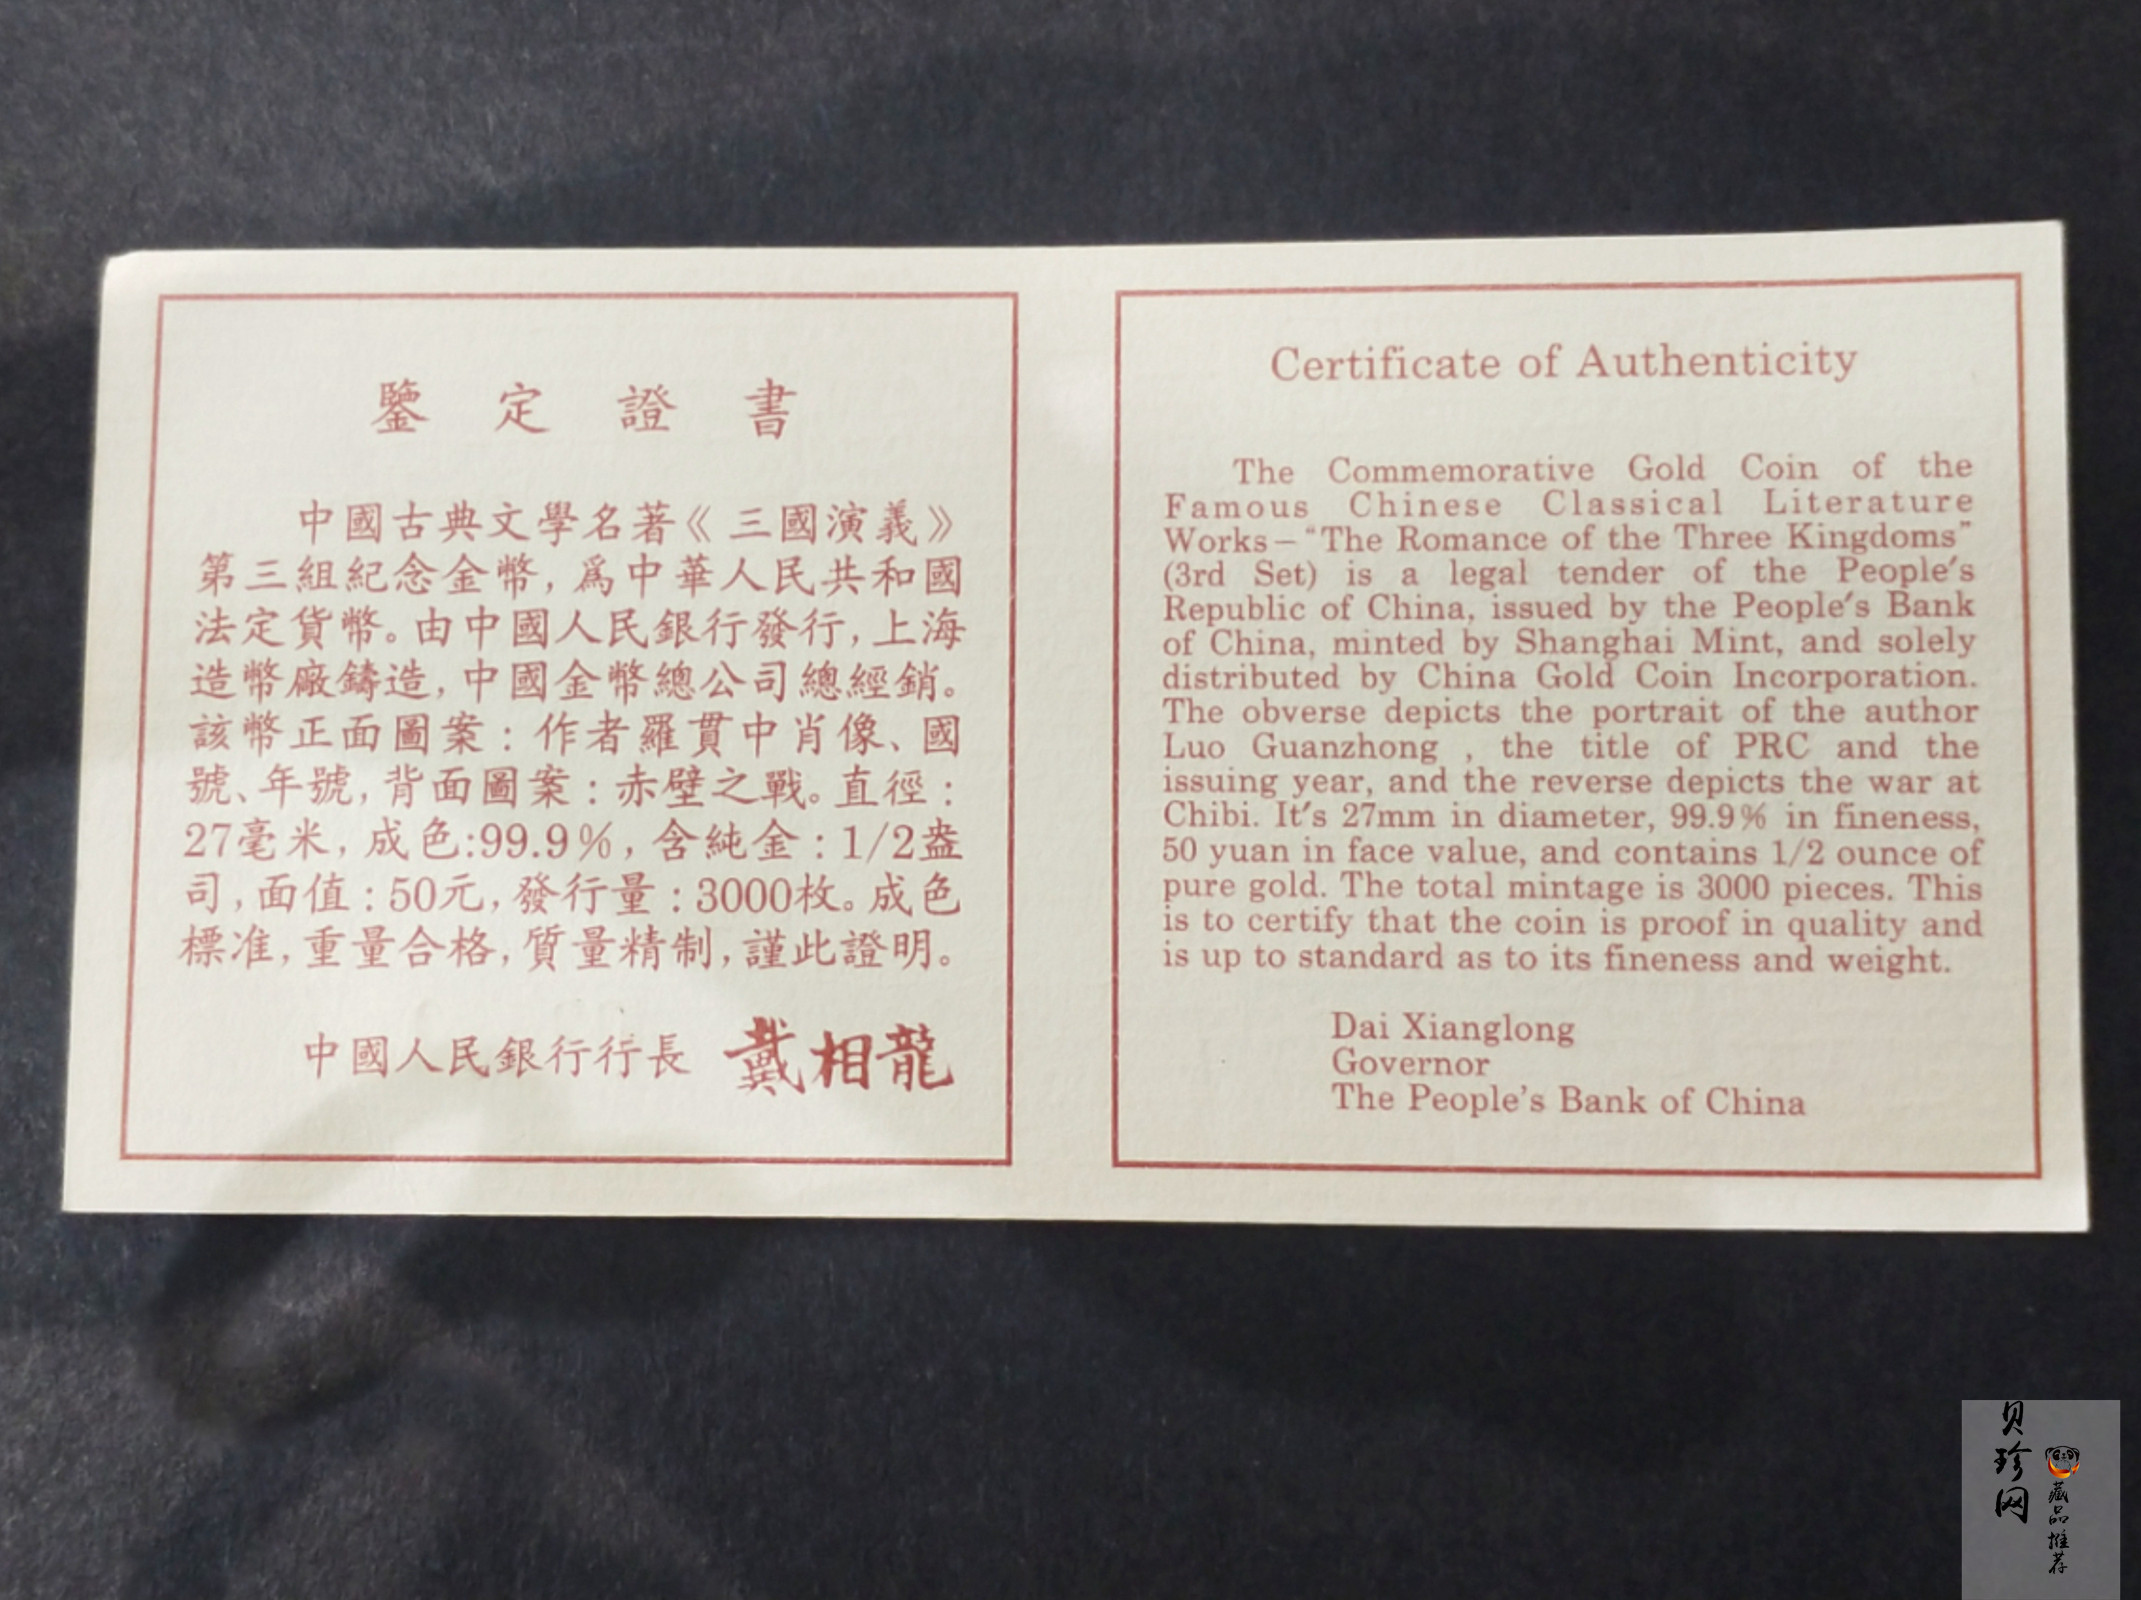 鑒定證書
中國古典文學名著《三國演義》
第三組紀念金幣，爲中華人民共和國
法定貨幣。由中國人民銀行發行，上海
造幣廠鑄造，中國金幣總公司總經銷。
該幣正面圖案：作者羅貫中肖像、國
號、年號，背面圖案：赤壁之戰。直徑：
27毫米，成色:99.9%，含純金：1/2盎
司，面值：50元，發行量：3000枚。成色
標准，重量合格，質量精制，謹此證明。
中國人民銀行行長 戴相龍
Certificate of Authenticity
The Commemorative Gold Coin of the
Famous Chinese Classical Literature
Works－“The Romance of the Three Kingdoms”
(3rd Set) is a legal tender of the People's
Republic of China, issued by the People's Bank
of China, minted by Shanghai Mint, and solely
distributed by China Gold Coin Incorporation.
The obverse depicts the portrait of the author
Luo Guanzhong , the title of PRC and the
issuing year, and the reverse depicts the war at
Chibi. It's 27mm in diameter, 99.9% in fineness,
50 yuan in face value, and contains 1/2 ounce of
pure gold. The total mintage is 3000 pieces. This
is to certify that the coin is proof in quality and
is up to standard as to its fineness and weight.
Dai Xianglong
Governor
The People's Bank of China
贝珍网
藏品推荐